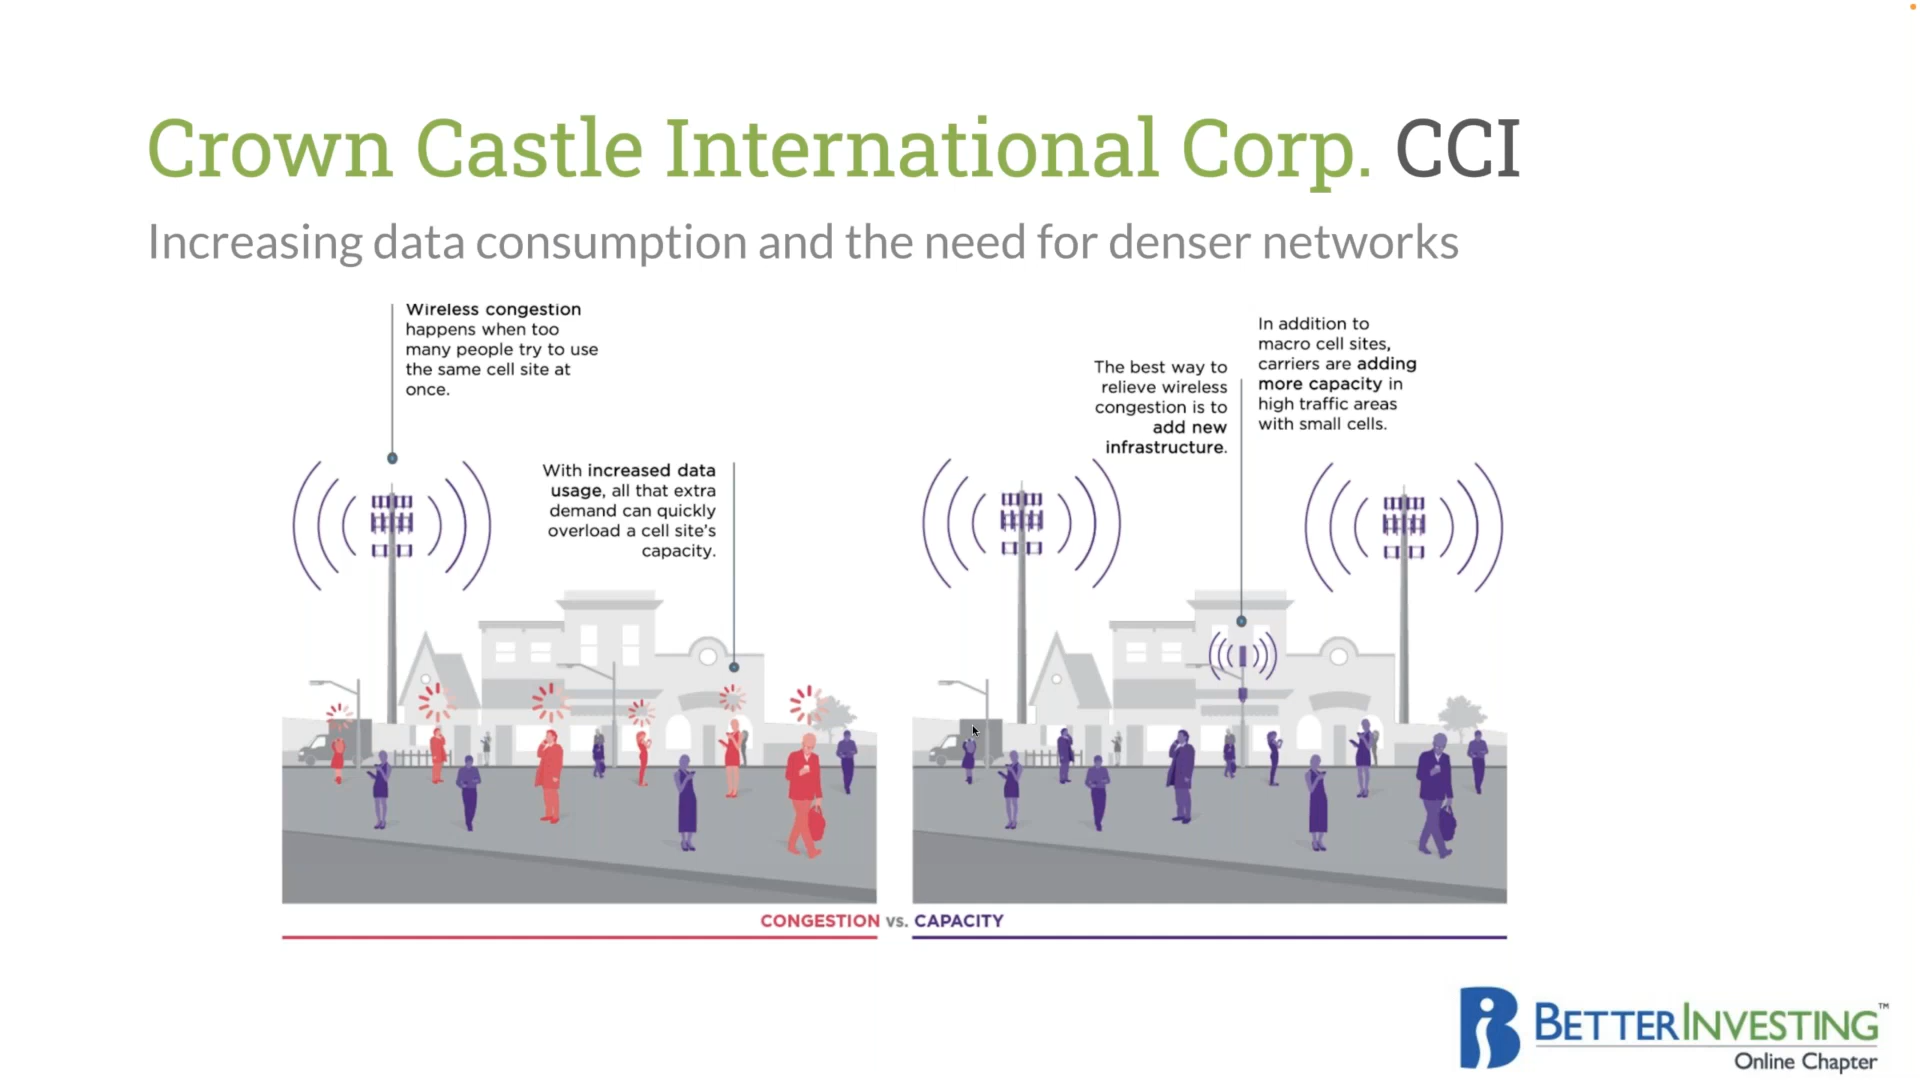 Crown Castle International Corp. CCI
Increasing data consumption and the need for denser networks
Wireless congestion
happens when too
many people try to use
the same cell site at
once.
With increased data
usage, all that extra
demand can quickly
overload a cell site's
capacity.
The best way to
relieve wireless
congestion is to
add new
infrastructure.
In addition to
macro cell sites,
carriers are adding
more capacity in
high traffic areas
with small cells.
CONGESTION vs. CAPACITY
BETTERINVESTING™
Online Chapter